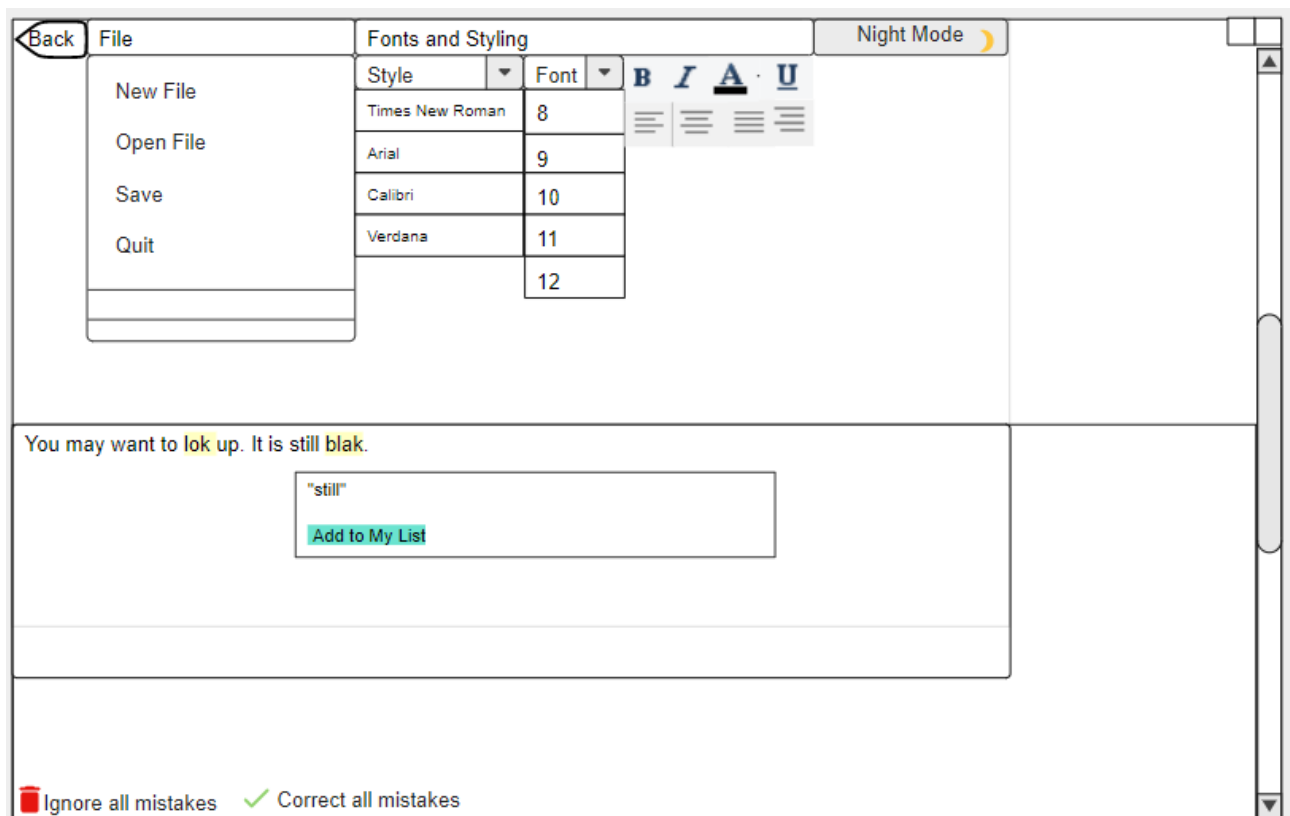 Back File Fonts and Styling Night Mode
Style Font B I A U
New File
Open File
Save
Quit
Times New Roman
Arial
Calibri
Verdana
8
9
10
11
12
You may want to lok up. It is still blak.
"still"
Add to My List
Ignore all mistakes Correct all mistakes